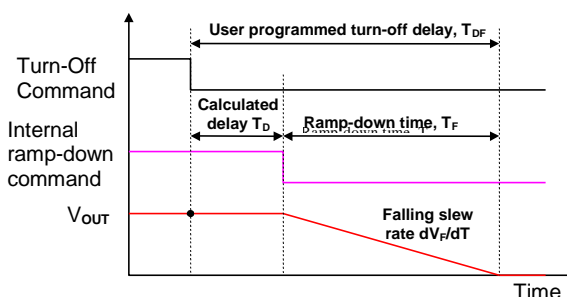 User programmed turn-off delay, TDF
Turn-Off
Command
Calculated
delay TD
Ramp-down time, TF
Internal
ramp-down
command
VOUT
Falling slew
rate dVF/dT
Time